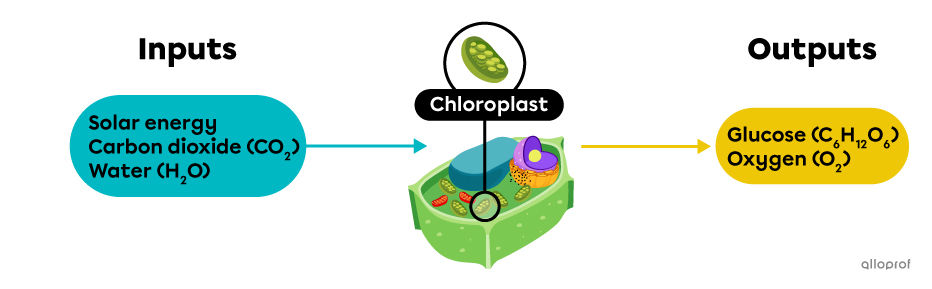 Inputs
Outputs
Chloroplast
Solar energy
Carbon dioxide (CO₂)
Water (H₂O)
Glucose (C₆H₁₂O₆)
Oxygen (O₂)
alloprof